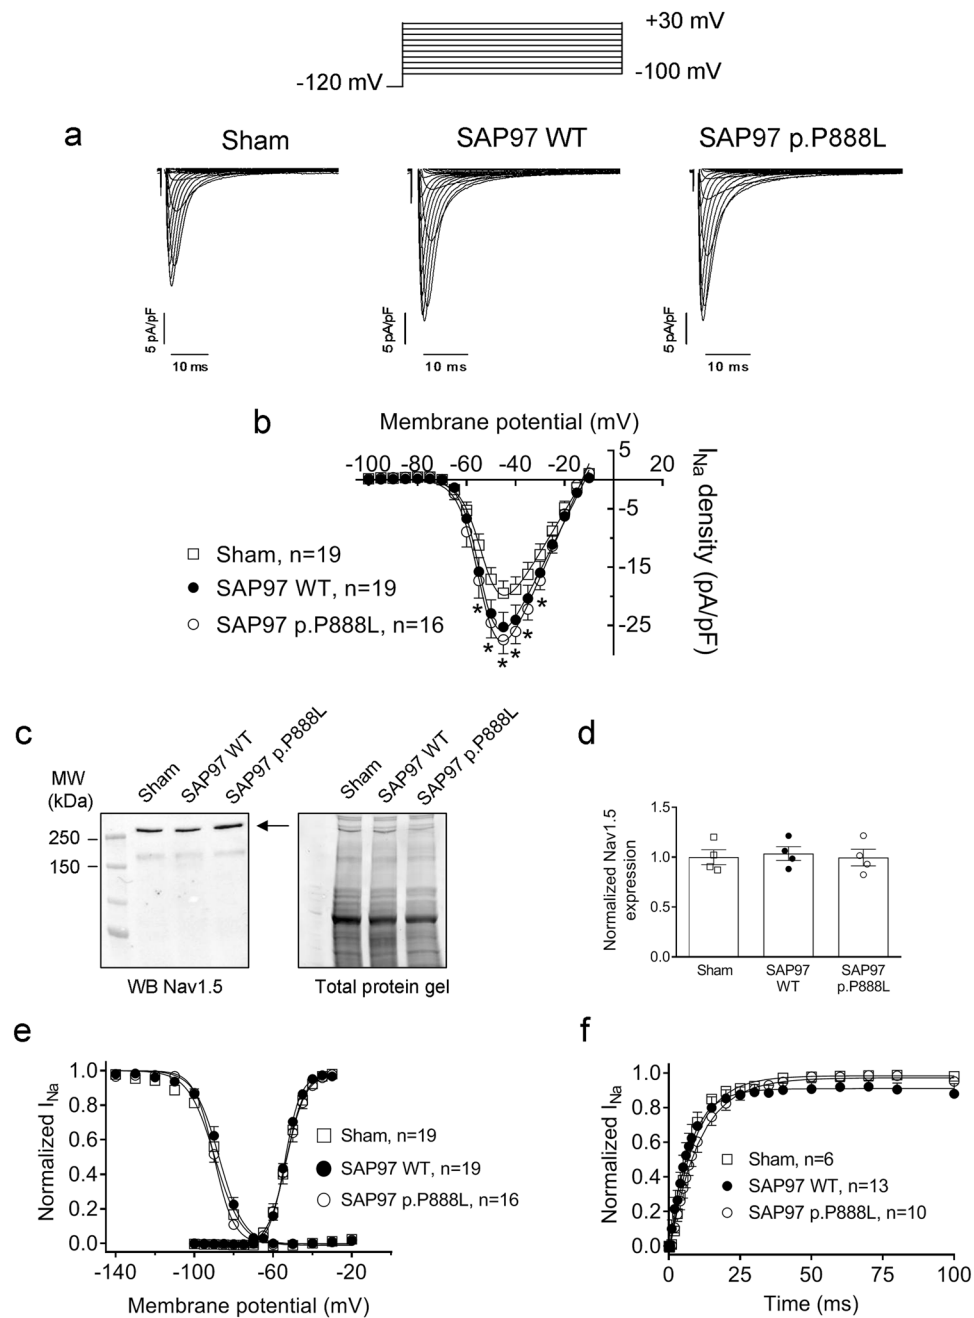 +30 mV
-120 mV
-100 mV
a
Sham
SAP97 WT
SAP97 p.P888L
5 pA/pF
10 ms
5 pA/pF
10 ms
5 pA/pF
10 ms
b
Membrane potential (mV)
-100 -80 -60 -40 -20 20
5
-5
-15
-25
INa density (pA/pF)
Sham, n=19
SAP97 WT, n=19
SAP97 p.P888L, n=16
* * * * * *
c
MW
(kDa)
Sham
SAP97 WT
SAP97 p.P888L
Sham
SAP97 WT
SAP97 p.P888L
250
150
WB Nav1.5
Total protein gel
d
Normalized Nav1.5
expression
1.5
1.0
0.5
0.0
Sham
SAP97
WT
SAP97
p.P888L
e
Normalized INa
1.0
0.8
0.6
0.4
0.2
0.0
Sham, n=19
SAP97 WT, n=19
SAP97 p.P888L, n=16
-140 -100 -60 -20
Membrane potential (mV)
f
Normalized INa
1.0
0.8
0.6
0.4
0.2
0.0
Sham, n=6
SAP97 WT, n=13
SAP97 p.P888L, n=10
0 25 50 75 100
Time (ms)